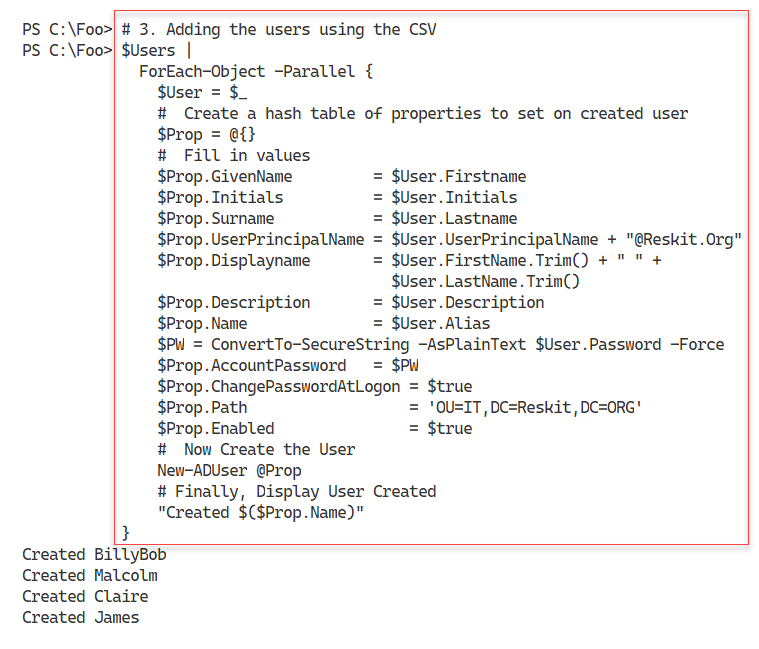 PS C:\Foo> # 3. Adding the users using the CSV
PS C:\Foo> $Users |
  ForEach-Object -Parallel {
    $User = $_
    #  Create a hash table of properties to set on created user
    $Prop = @{}
    #  Fill in values
    $Prop.GivenName         = $User.Firstname
    $Prop.Initials          = $User.Initials
    $Prop.Surname           = $User.Lastname
    $Prop.UserPrincipalName = $User.UserPrincipalName + "@Reskit.Org"
    $Prop.Displayname       = $User.FirstName.Trim() + " " +
                              $User.LastName.Trim()
    $Prop.Description       = $User.Description
    $Prop.Name              = $User.Alias
    $PW = ConvertTo-SecureString -AsPlainText $User.Password -Force
    $Prop.AccountPassword   = $PW
    $Prop.ChangePasswordAtLogon = $true
    $Prop.Path                  = 'OU=IT,DC=Reskit,DC=ORG'
    $Prop.Enabled               = $true
    #  Now Create the User
    New-ADUser @Prop
    # Finally, Display User Created
    "Created $($Prop.Name)"
}
Created BillyBob
Created Malcolm
Created Claire
Created James